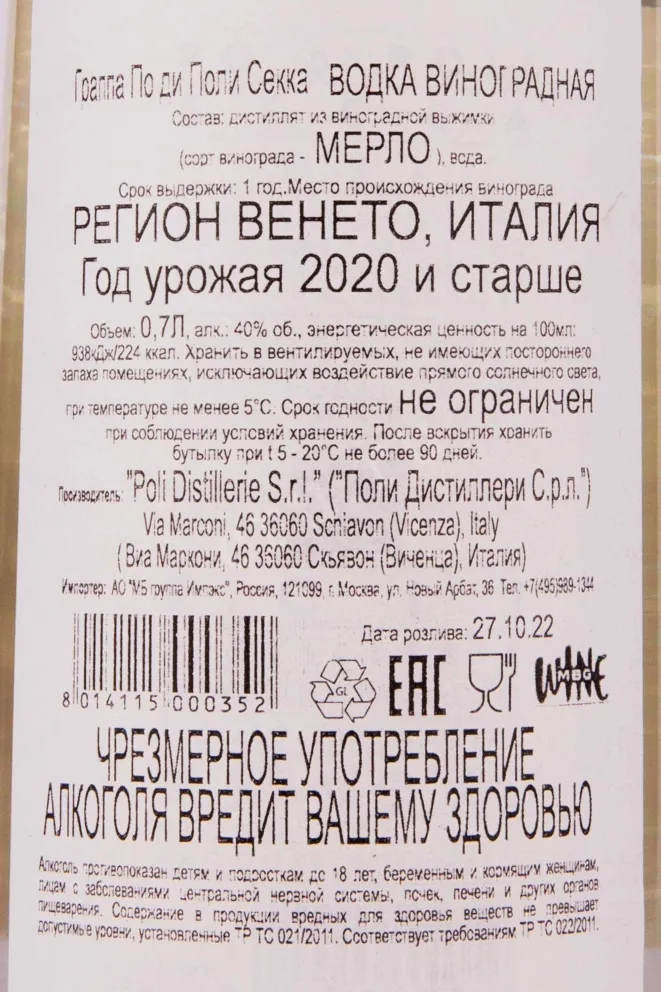 Граппа По ди Поли Секка ВОДКА ВИНОГРАДНАЯ
Состав: дистиллят из виноградной выжимки
(сорт винограда - МЕРЛО ), вода.
Срок выдержки: 1 год.Место происхождения винограда
РЕГИОН ВЕНЕТО, ИТАЛИЯ
Год урожая 2020 и старше
Объем: 0,7Л, алк.: 40% об., энергетическая ценность на 100мл:
938кДж/224 ккал. Хранить в вентилируемых, не имеющих постороннего
запаха помещениях, исключающих воздействие прямого солнечного света,
при температуре не менее 5°C. Срок годности не ограничен
при соблюдении условий хранения. После вскрытия хранить
бутылку при t 5 - 20°C не более 90 дней.
Производитель: "Poli Distillerie S.r.l." ("Поли Дистиллери С.р.л.")
Via Marconi, 46 36060 Schiavon (Vicenza), Italy
( Виа Маркони, 46 36060 Скьявон (Виченца), Италия)
Импортер: АО "МБ группа Импэкс", Россия, 121099, г. Москва, ул. Новый Арбат, 36 Тел. +7(495)989-1344
Дата розлива: 27.10.22
8 014115 000352
GL EAC WINE MBG
ЧРЕЗМЕРНОЕ УПОТРЕБЛЕНИЕ
АЛКОГОЛЯ ВРЕДИТ ВАШЕМУ ЗДОРОВЬЮ
Алкоголь противопоказан детям и подросткам до 18 лет, беременным и кормящим женщинам,
лицам с заболеваниями центральной нервной системы, почек, печени и других органов
пищеварения. Содержание в продукции вредных для здоровья веществ не превышает
допустимые уровни, установленные ТР ТС 021/2011. Соответствует требованиям ТР ТС 022/2011.